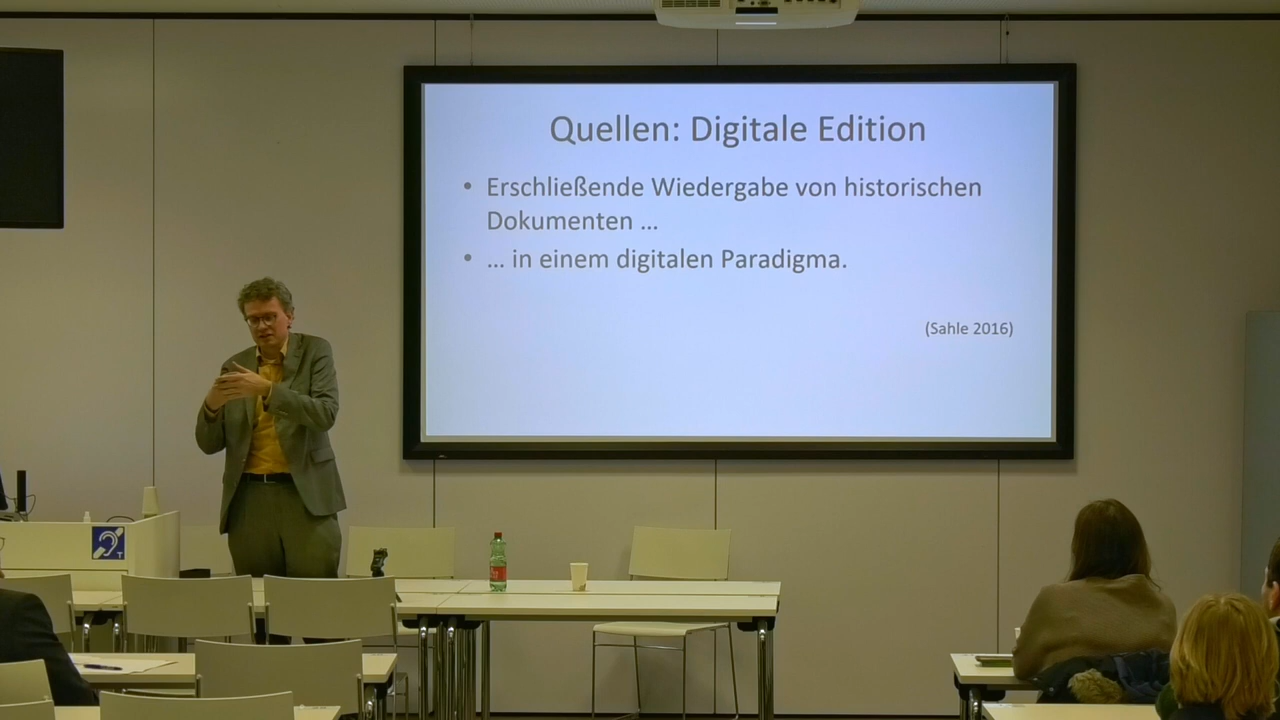 Quellen: Digitale Edition
• Erschließende Wiedergabe von historischen
Dokumenten ...
• ... in einem digitalen Paradigma.
(Sahle 2016)
T